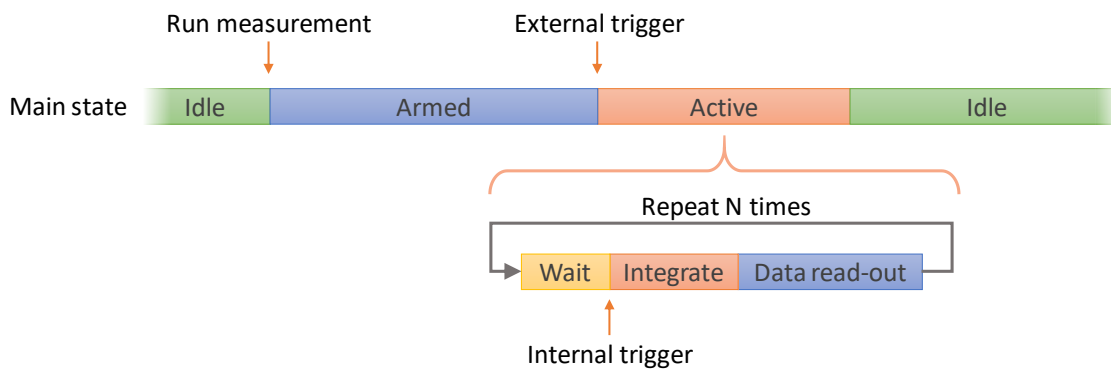 Run measurement
External trigger
Main state
Idle
Armed
Active
Idle
Repeat N times
Wait
Integrate
Data read-out
Internal trigger